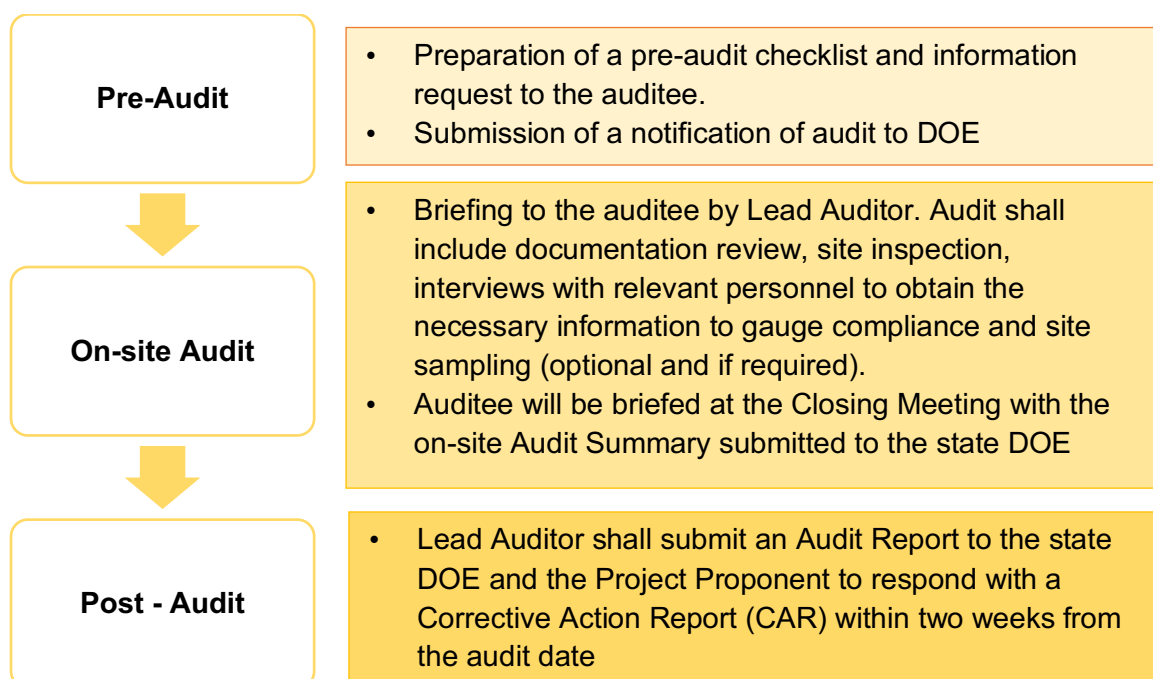 Pre-Audit
• Preparation of a pre-audit checklist and information
request to the auditee.
• Submission of a notification of audit to DOE
On-site Audit
• Briefing to the auditee by Lead Auditor. Audit shall
include documentation review, site inspection,
interviews with relevant personnel to obtain the
necessary information to gauge compliance and site
sampling (optional and if required).
• Auditee will be briefed at the Closing Meeting with the
on-site Audit Summary submitted to the state DOE
Post - Audit
• Lead Auditor shall submit an Audit Report to the state
DOE and the Project Proponent to respond with a
Corrective Action Report (CAR) within two weeks from
the audit date